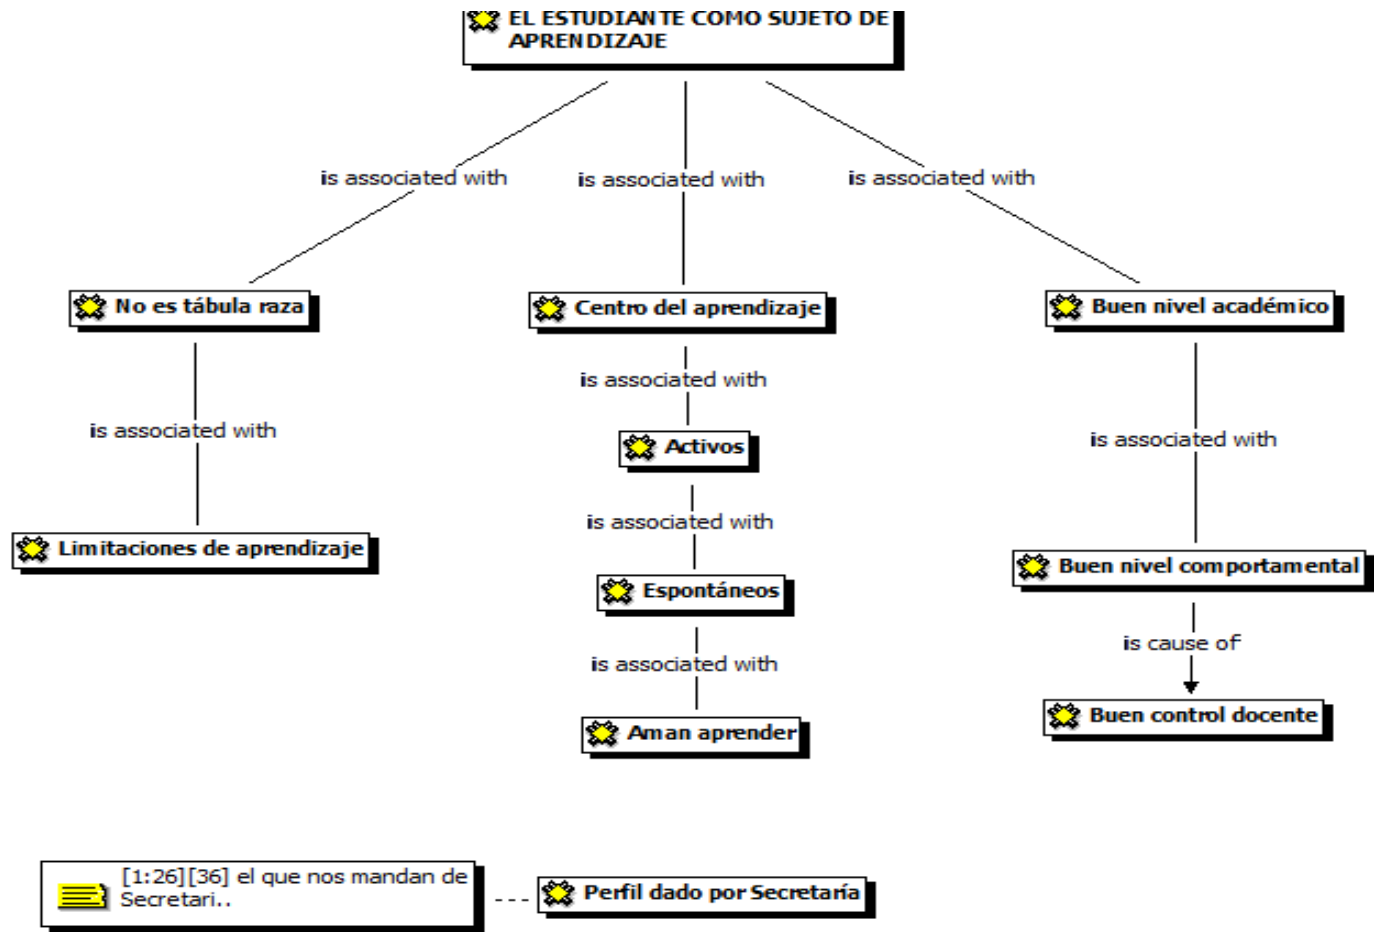 EL ESTUDIANTE COMO SUJETO DE
APRENDIZAJE
is associated with
is associated with
is associated with
No es tábula raza
Centro del aprendizaje
Buen nivel académico
is associated with
is associated with
is associated with
Activos
is associated with
Limitaciones de aprendizaje
Espontáneos
Buen nivel comportamental
is associated with
is cause of
Aman aprender
Buen control docente
[1:26][36] el que nos mandan de
Secretari..
Perfil dado por Secretaría